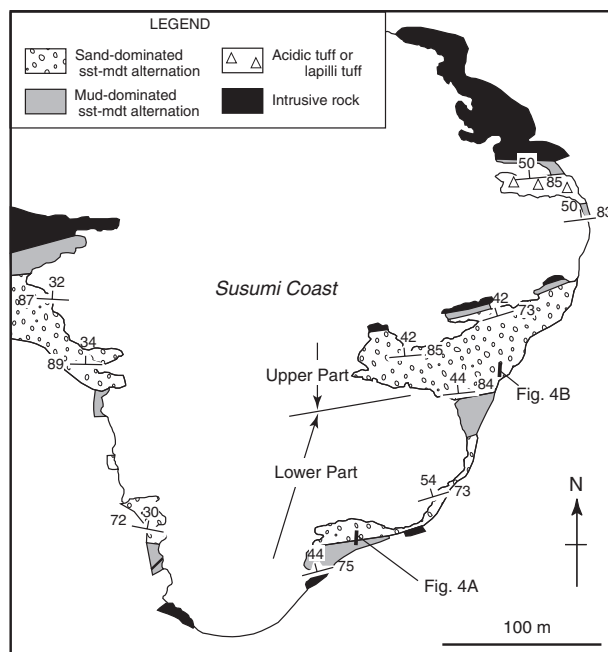 LEGEND
Sand-dominated
sst-mdt alternation
Acidic tuff or
lapilli tuff
Mud-dominated
sst-mdt alternation
Intrusive rock
50
85
50
83
32
87
Susumi Coast
42
73
34
89
42
85
Upper Part
44
84
Fig. 4B
Lower Part
54
73
30
72
N
44
75
Fig. 4A
100 m